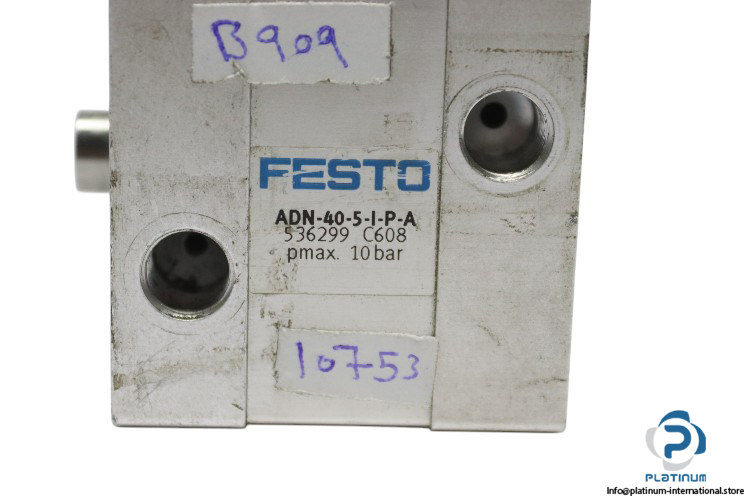 B909
FESTO
ADN-40-5-I-P-A
536299 C608
pmax. 10 bar
10753
PLATINUM
Info@platinum-international.store